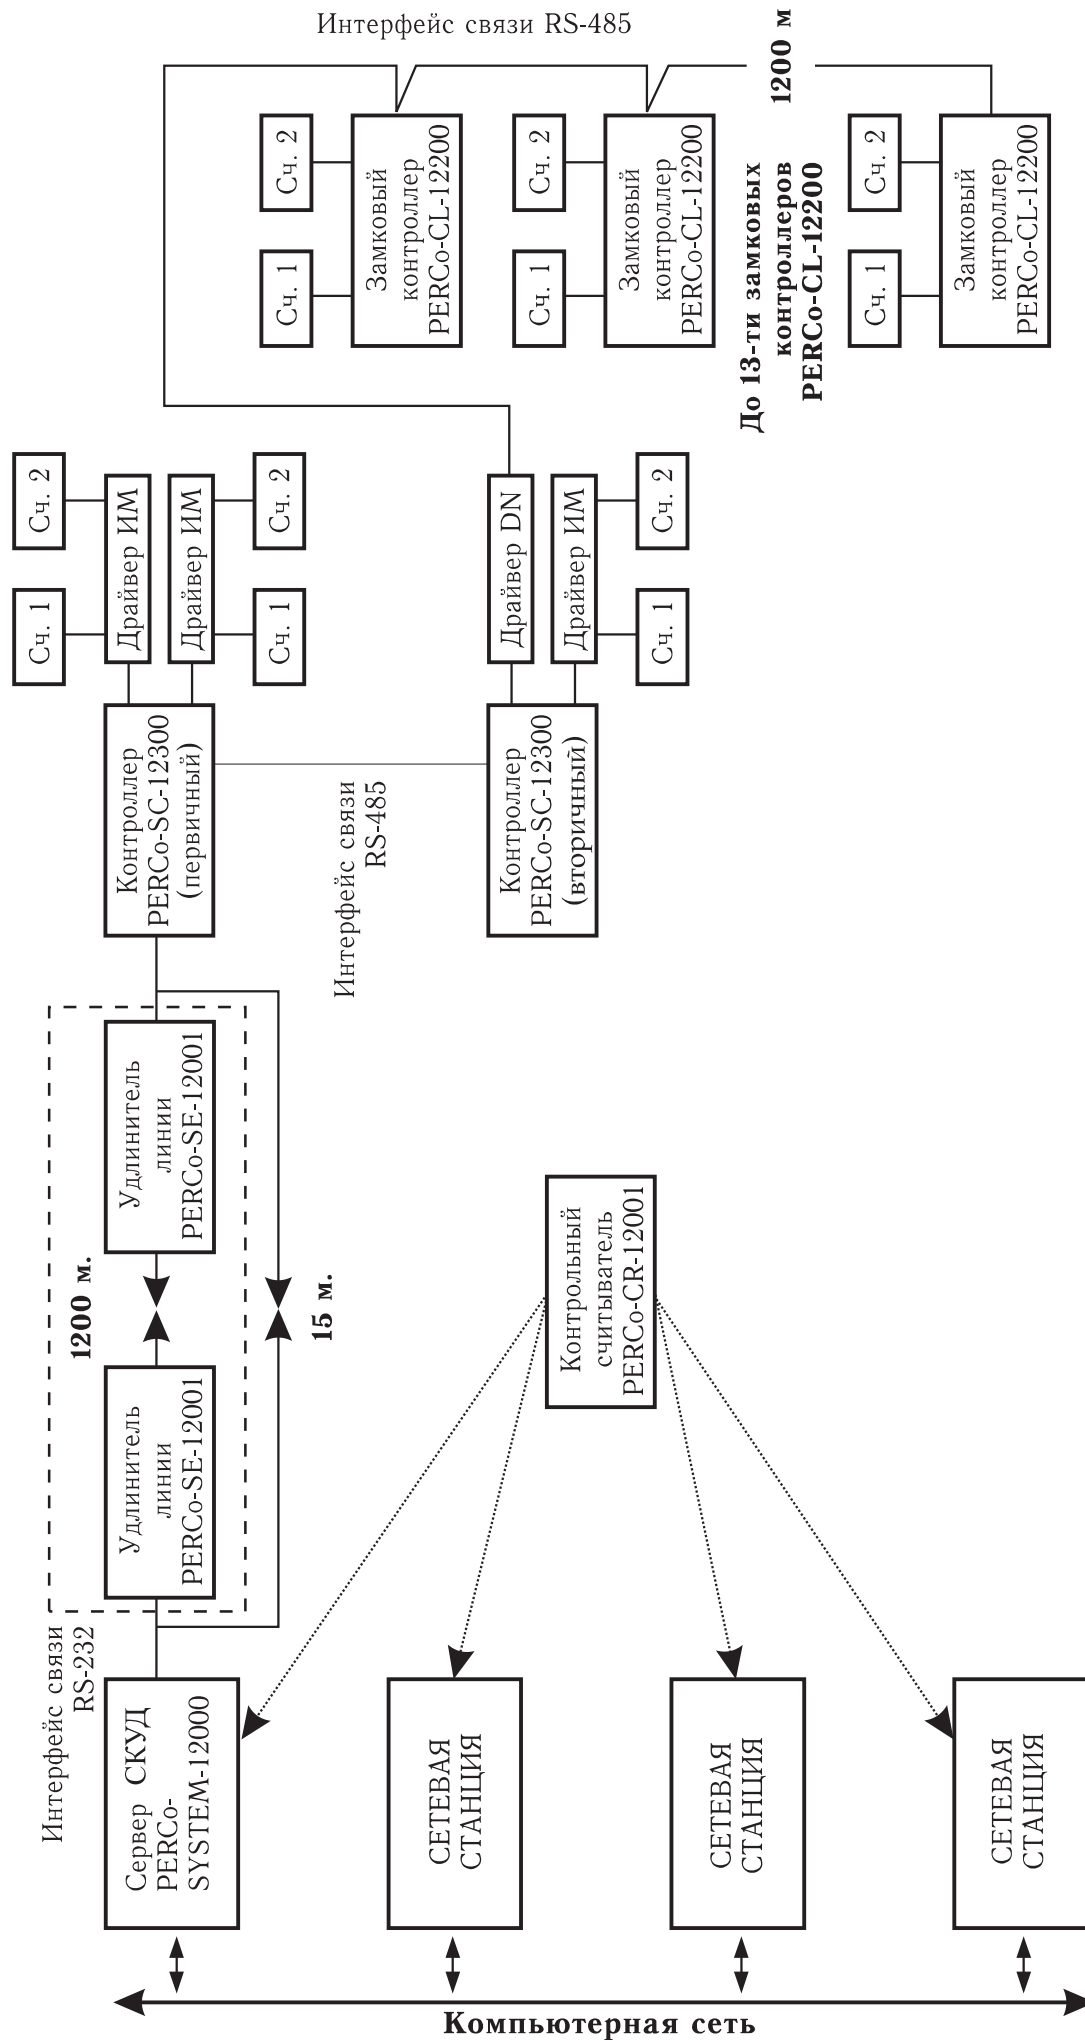 Интерфейс связи
RS-232
Сервер СКУД
PERCo-
SYSTEM-12000
1200 м.
Удлинитель
линии
PERCo-SE-12001
Удлинитель
линии
PERCo-SE-12001
15 м.
Контроллер
PERCo-SC-12300
(первичный)
Сч. 1
Сч. 2
Драйвер ИМ
Драйвер ИМ
Сч. 1
Сч. 2
Интерфейс связи
RS-485
Контроллер
PERCo-SC-12300
(вторичный)
Драйвер DN
Драйвер ИМ
Сч. 1
Сч. 2
Интерфейс связи RS-485
Сч. 1
Сч. 2
Замковый
контроллер
PERCo-CL-12200
Сч. 1
Сч. 2
Замковый
контроллер
PERCo-CL-12200
До 13-ти замковых
контроллеров
PERCo-CL-12200
1200 м
Сч. 1
Сч. 2
Замковый
контроллер
PERCo-CL-12200
Контрольный
считыватель
PERCo-CR-12001
СЕТЕВАЯ
СТАНЦИЯ
СЕТЕВАЯ
СТАНЦИЯ
СЕТЕВАЯ
СТАНЦИЯ
Компьютерная сеть